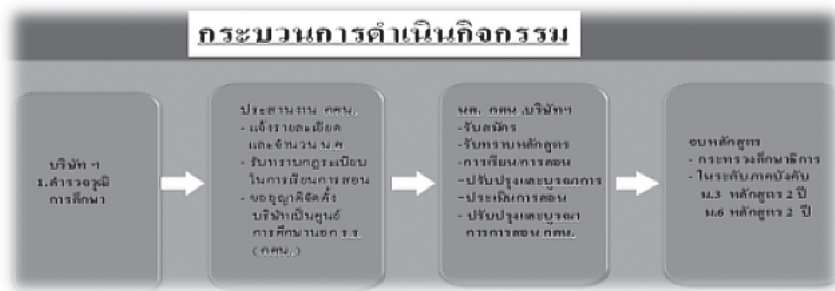 กระบวนการดำเนินกิจกรรม
บริษัท ฯ
1.สำรวจวุฒิ
การศึกษา
ประสานงาน กศน.
- แจ้งรายละเอียด
และจำนวน น.ศ
- รับทราบกฎระเบียบ
ในการเรียนการสอน
- ขออนุญาติจัดตั้ง
บริษัทเป็นศูนย์
การศึกษานอก ร.ร.
(กศน.)
นศ. กศน .บริษัทฯ
-รับสมัคร
-รับทราบหลักสูตร
-การเรียน/การสอน
-ปรับปรุงและบูรณาการ
-ประเมินการสอน
- ปรับปรุงและบูรณา
การการสอน กศน.
จบหลักสูตร
- กระทรวงศึกษาธิการ
- ในระดับภาคบังคับ
ม.3 หลักสูตร 2 ปี
ม.6 หลักสูตร 2 ปี